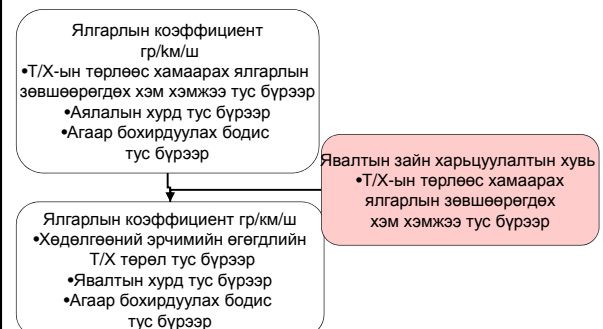 Ялгарлын коэффициент
гр/км/ш
•Т/Х-ын төрлөөс хамаарах ялгарлын
зөвшөөрөгдөх хэм хэмжээ тус бүрээр
•Аялалын хурд тус бүрээр
•Агаар бохирдуулах бодис
тус бүрээр
Явалтын зайн харьцуулалтын хувь
•Т/Х-ын төрлөөс хамаарах
ялгарлын зөвшөөрөгдөх
хэм хэмжээ тус бүрээр
Ялгарлын коэффициент гр/км/ш
•Хөдөлгөөний эрчимийн өгөгдлийн
Т/Х төрөл тус бүрээр
•Явалтын хурд тус бүрээр
•Агаар бохирдуулах бодис
тус бүрээр